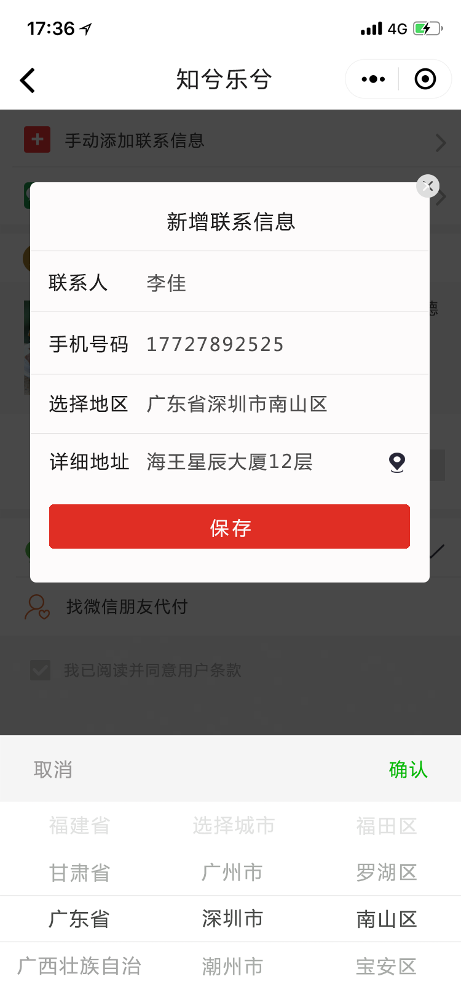 17:36
4G
知兮乐兮
手动添加联系信息
新增联系信息
联系人 李佳
德
手机号码 17727892525
选择地区 广东省深圳市南山区
详细地址 海王星辰大厦12层
保存
找微信朋友代付
我已阅读并同意用户条款
取消 确认
福建省 选择城市 福田区
甘肃省 广州市 罗湖区
广东省 深圳市 南山区
广西壮族自治 潮州市 宝安区